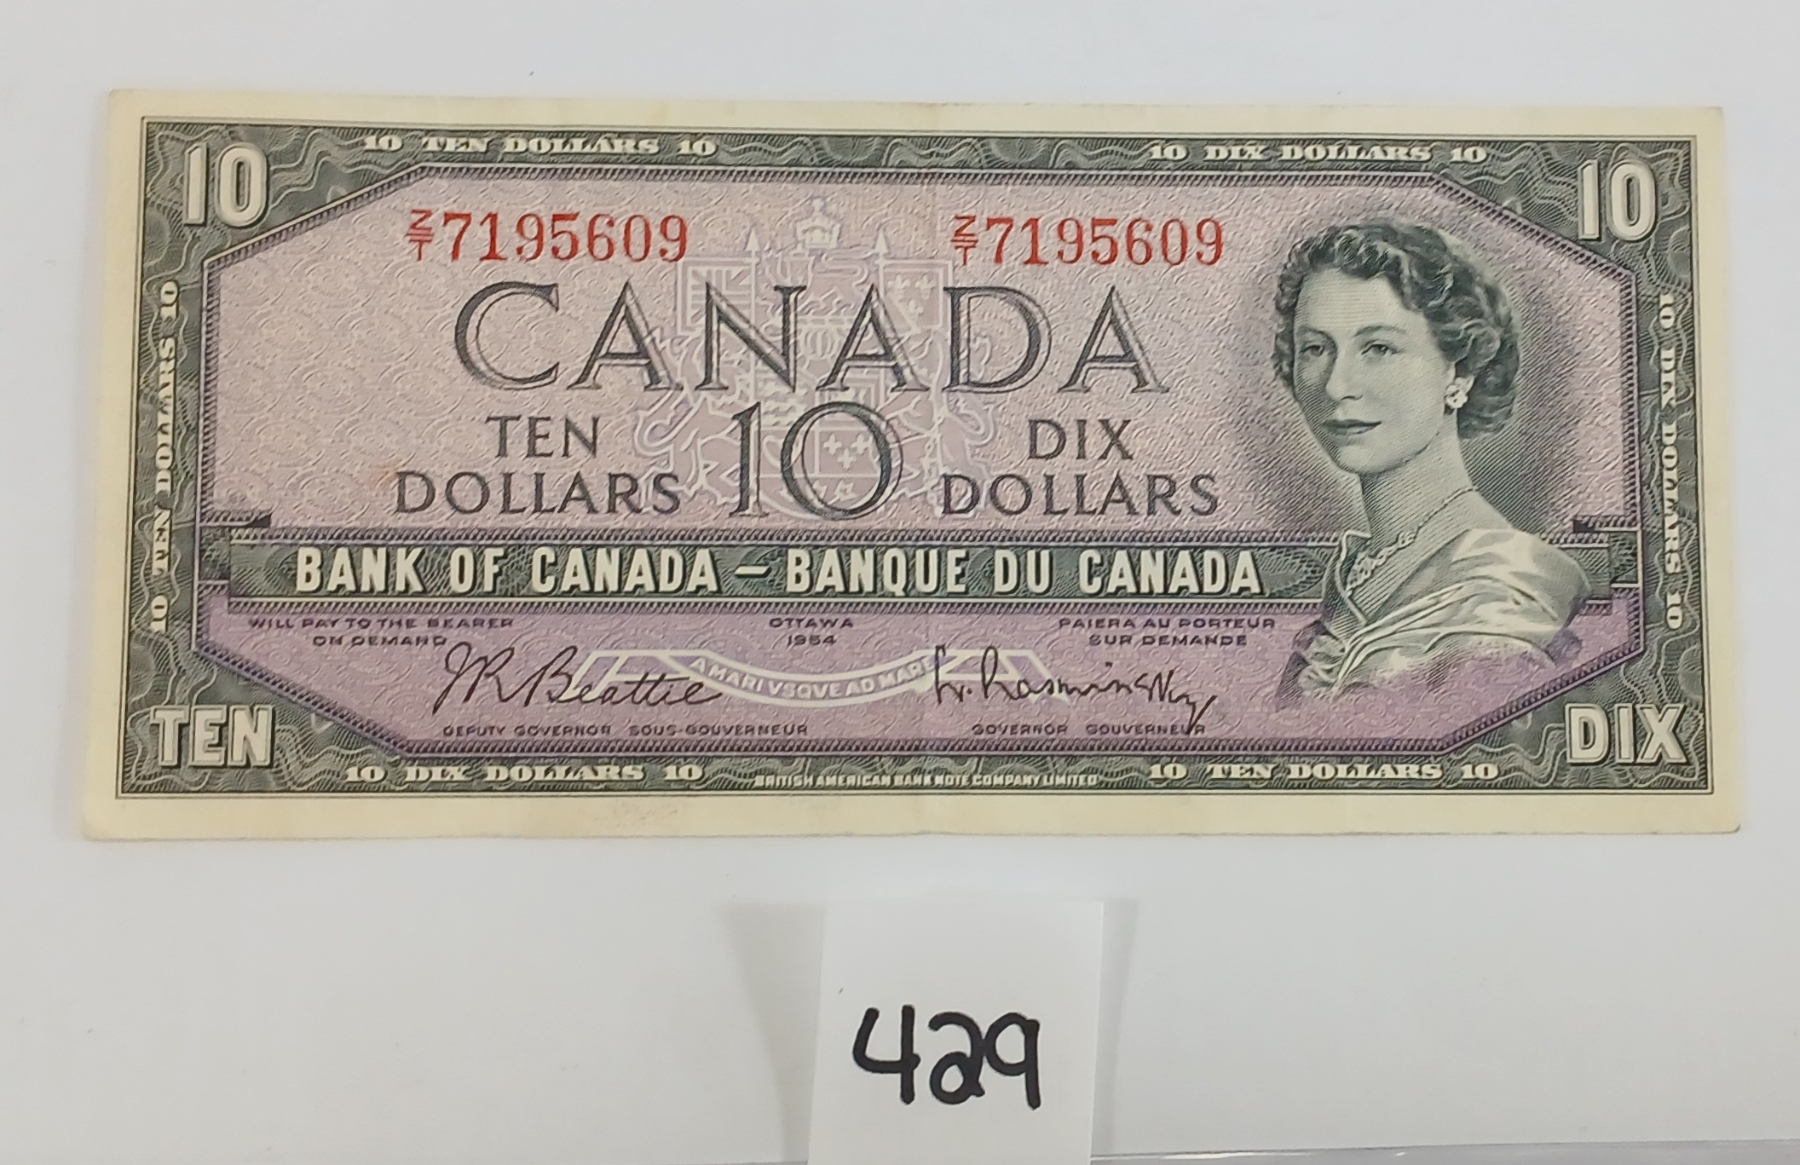 10 TEN DOLLARS 10
10 DIX DOLLARS 10
10
10
Z/T 7195609
Z/T 7195609
CANADA
TEN DOLLARS
10
DIX DOLLARS
10 TEN DOLLARS 10
10 DIX DOLLARS 10
BANK OF CANADA – BANQUE DU CANADA
WILL PAY TO THE BEARER
ON DEMAND
OTTAWA
1954
PAIERA AU PORTEUR
SUR DEMANDE
A MARI VSQVE AD MARE
JR Beattie
L. Rasminsky
DEPUTY GOVERNOR SOUS-GOUVERNEUR
GOVERNOR GOUVERNEUR
TEN
DIX
10 DIX DOLLARS 10
BRITISH AMERICAN BANK NOTE COMPANY LIMITED
10 TEN DOLLARS 10
429